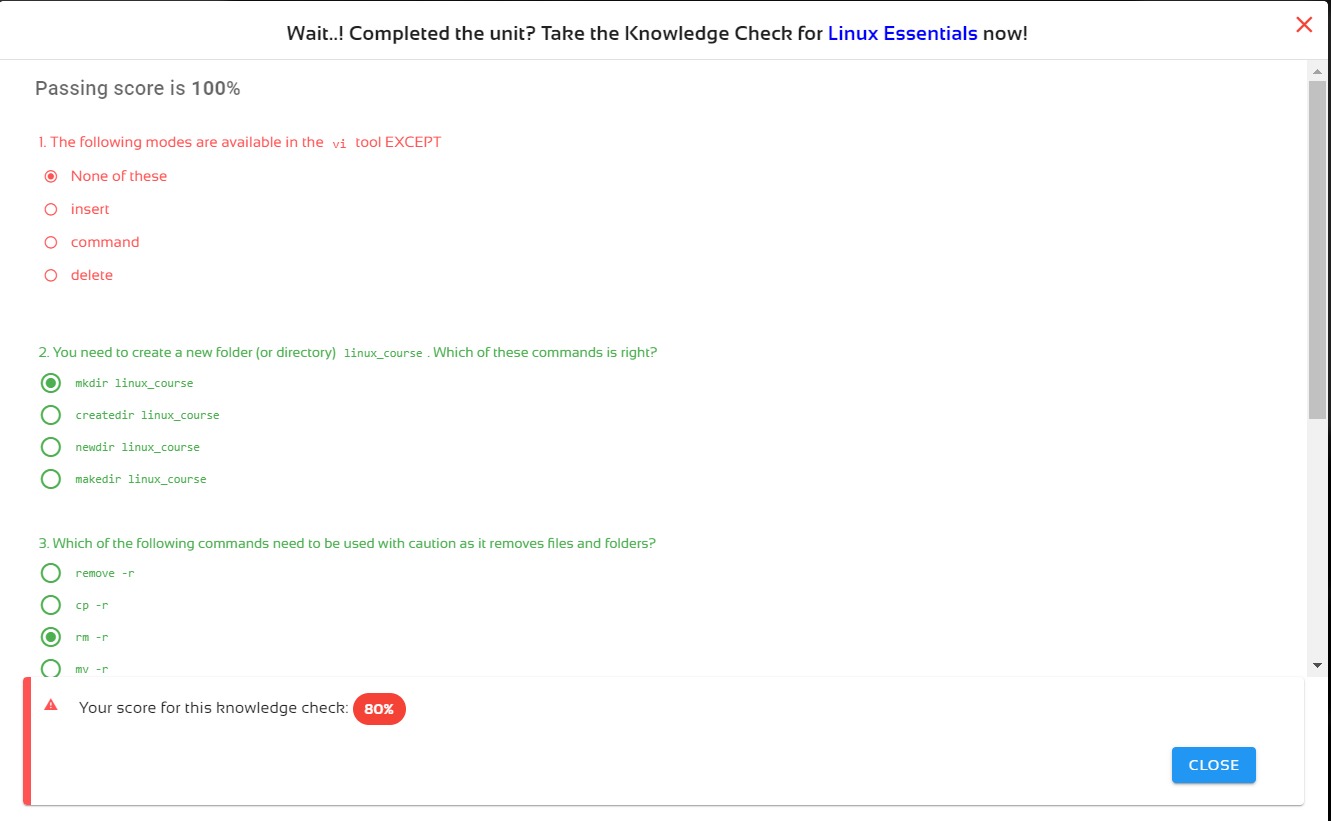 Wait..! Completed the unit? Take the Knowledge Check for Linux Essentials now!
Passing score is 100%
1. The following modes are available in the vi tool EXCEPT
None of these
insert
command
delete
2. You need to create a new folder (or directory) linux_course . Which of these commands is right?
mkdir linux_course
createdir linux_course
newdir linux_course
makedir linux_course
3. Which of the following commands need to be used with caution as it removes files and folders?
remove -r
cp -r
rm -r
mv -r
Your score for this knowledge check: 80%
CLOSE